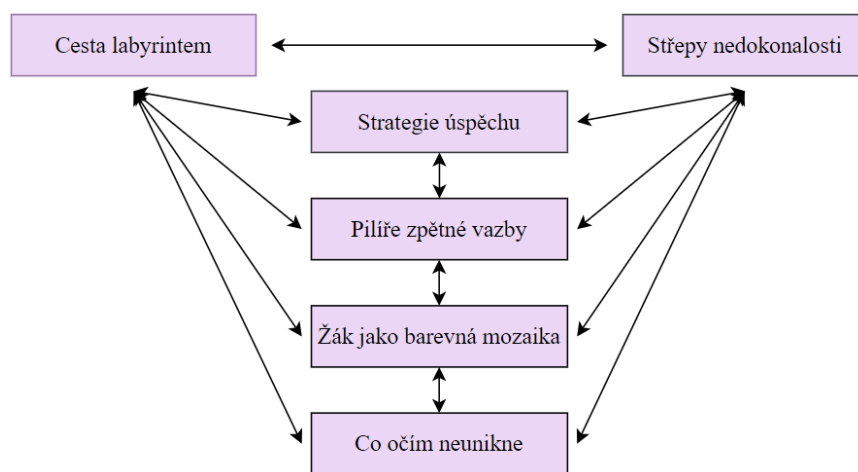 Cesta labyrintem
Střepy nedokonalosti
Strategie úspěchu
Pilíře zpětné vazby
Žák jako barevná mozaika
Co očím neunikne